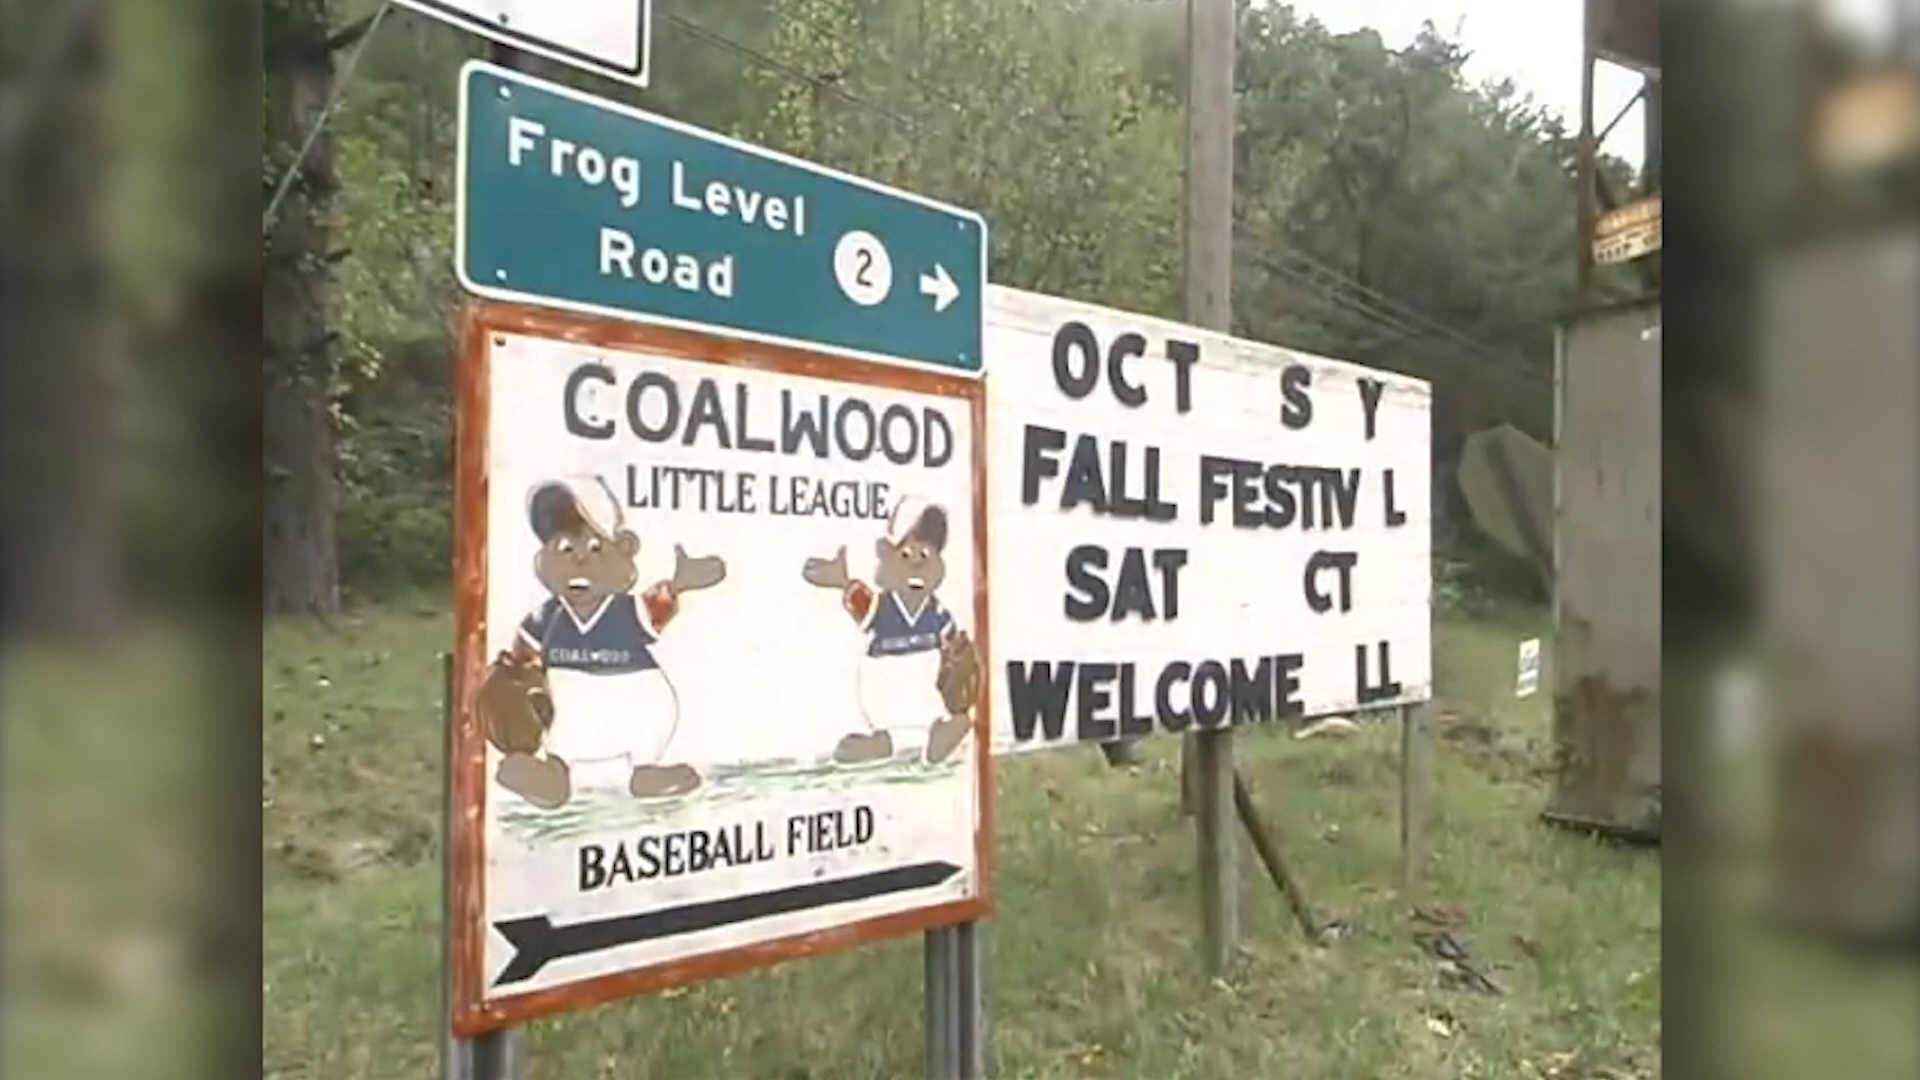 Frog Level
Road 2
COALWOOD
LITTLE LEAGUE
COALWOOD
BASEBALL FIELD
OCT S Y
FALL FESTIV L
SAT CT
WELCOME LL